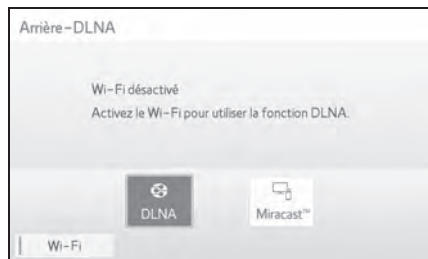 Arrière-DLNA
Wi-Fi désactivé
Activez le Wi-Fi pour utiliser la fonction DLNA.
DLNA
Miracast™
Wi-Fi